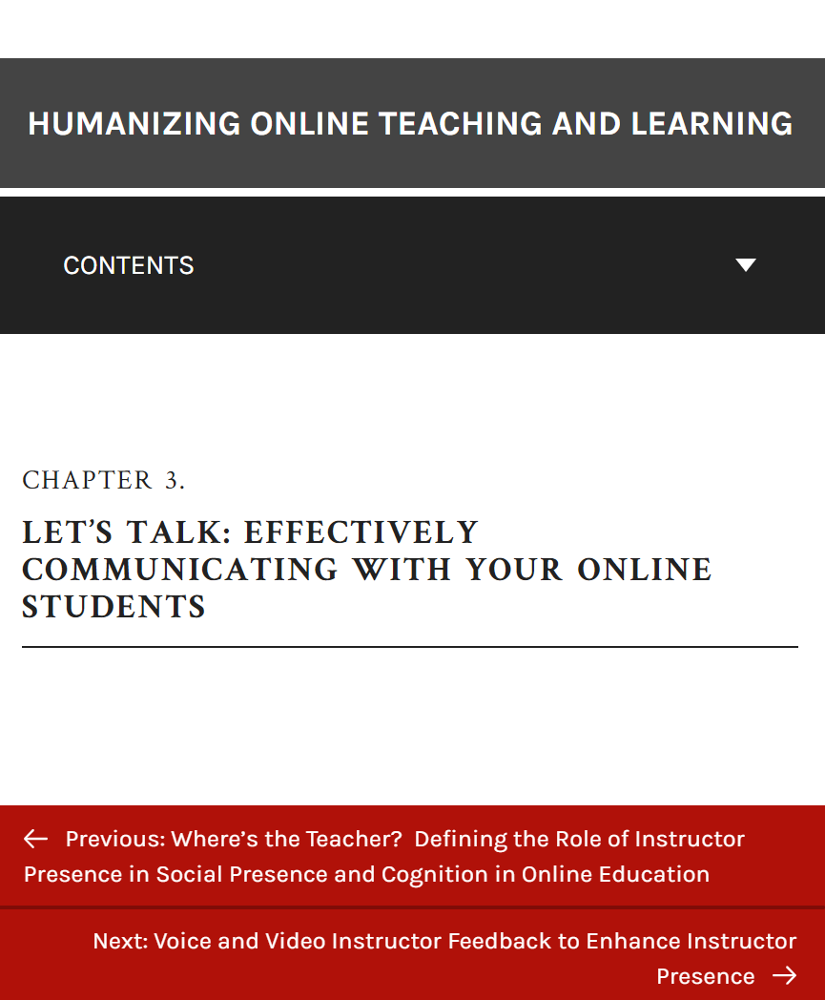 HUMANIZING ONLINE TEACHING AND LEARNING
CONTENTS
CHAPTER 3.
LET’S TALK: EFFECTIVELY
COMMUNICATING WITH YOUR ONLINE
STUDENTS
← Previous: Where’s the Teacher?  Defining the Role of Instructor
Presence in Social Presence and Cognition in Online Education
Next: Voice and Video Instructor Feedback to Enhance Instructor
Presence →